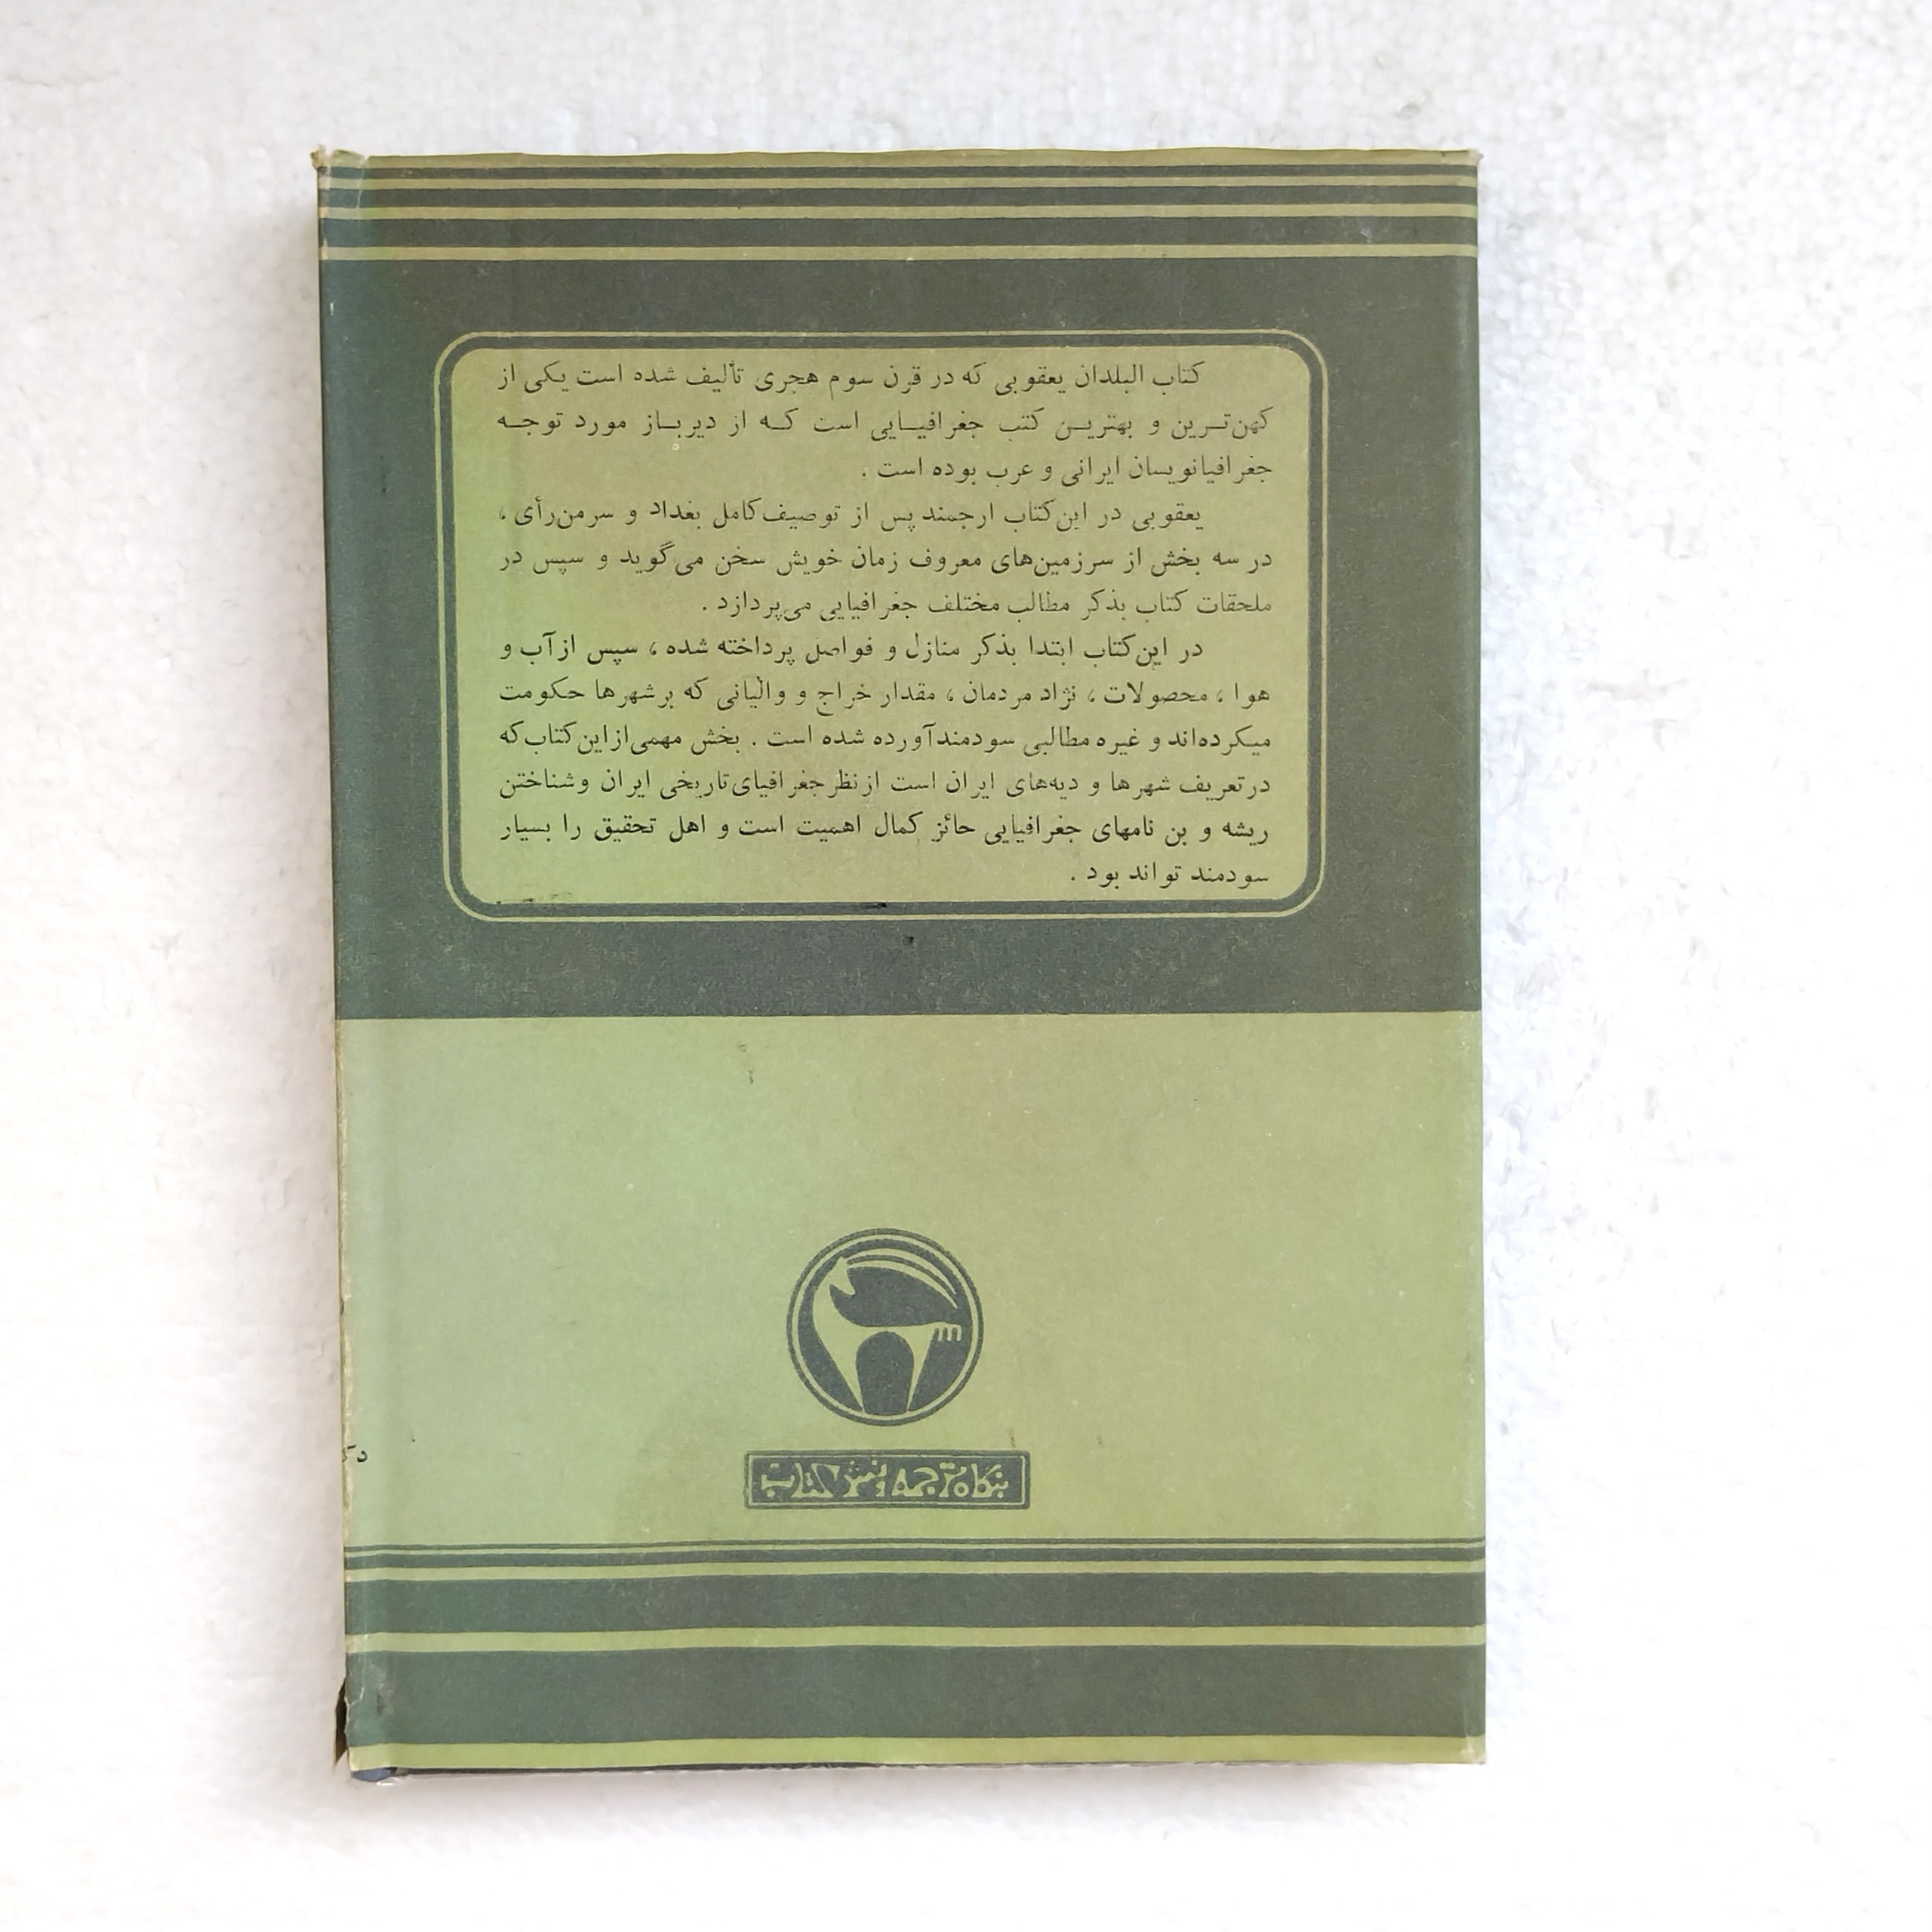 کتاب البلدان یعقوبی که در قرن سوم هجری تألیف شده است یکی از
کهن‌ترین و بهترین کتب جغرافیایی است که از دیرباز مورد توجه
جغرافیانویسان ایرانی و عرب بوده است .
یعقوبی در این‌کتاب ارجمند پس از توصیف‌کامل بغداد و سرمن‌رأی ،
در سه بخش از سرزمین‌های معروف زمان خویش سخن می‌گوید و سپس در
ملحقات کتاب بذکر مطالب مختلف جغرافیایی می‌پردازد .
در این‌کتاب ابتدا بذکر منازل و فواصل پرداخته شده ، سپس از آب و
هوا ، محصولات ، نژاد مردمان ، مقدار خراج و والیانی که برشهرها حکومت
میکرده‌اند و غیره مطالبی سودمند آورده شده است . بخش مهمی از این کتاب که
در تعریف شهرها و دیه‌های ایران است از نظر جغرافیای تاریخی ایران و شناختن
ریشه و بن نامهای جغرافیایی حائز کمال اهمیت است و اهل تحقیق را بسیار
سودمند تواند بود .
بنگاه ترجمه و نشر کتاب